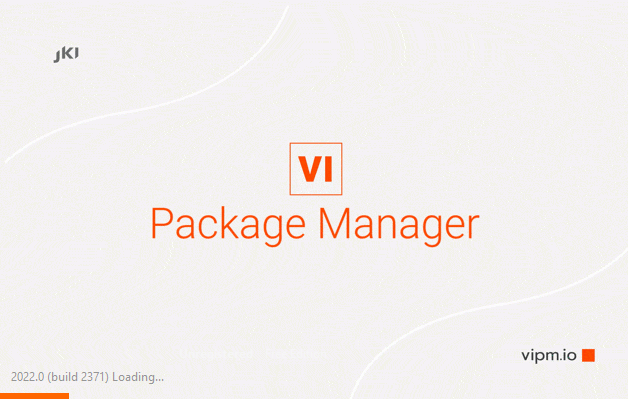 JKI
VI
Package Manager
vipm.io
2022.0 (build 2371) Loading...